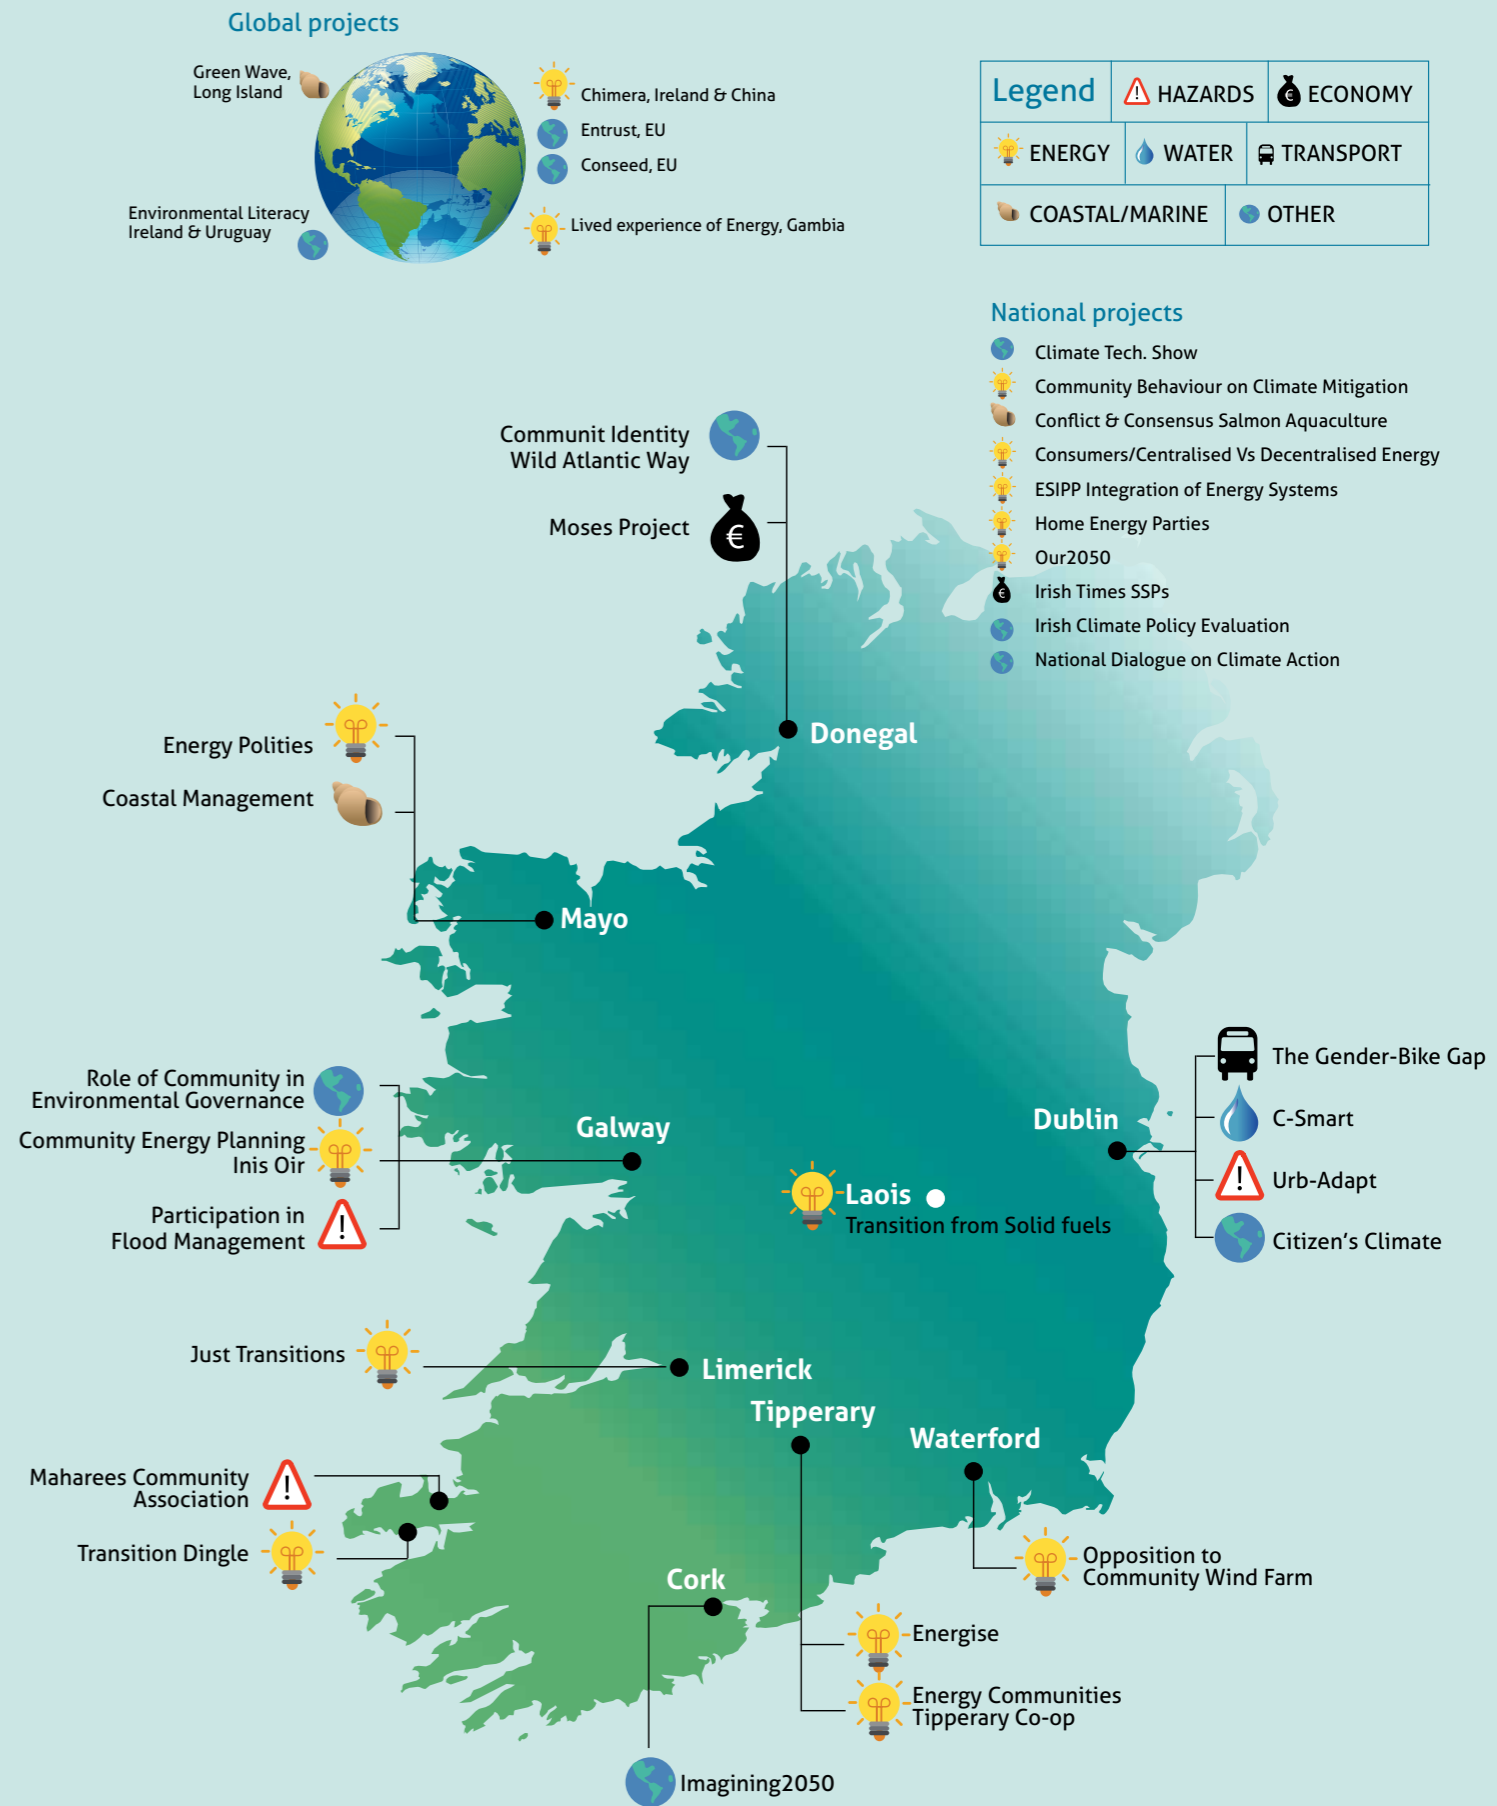 Global projects
Green Wave,
Long Island
Chimera, Ireland & China
Entrust, EU
Conseed, EU
Environmental Literacy
Ireland & Uruguay
Lived experience of Energy, Gambia
Legend
HAZARDS
€ ECONOMY
ENERGY
WATER
TRANSPORT
COASTAL/MARINE
OTHER
National projects
Climate Tech. Show
Community Behaviour on Climate Mitigation
Conflict & Consensus Salmon Aquaculture
Consumers/Centralised Vs Decentralised Energy
ESIPP Integration of Energy Systems
Home Energy Parties
Our2050
€ Irish Times SSPs
Irish Climate Policy Evaluation
National Dialogue on Climate Action
Communit Identity
Wild Atlantic Way
Moses Project €
Donegal
Energy Polities
Coastal Management
Mayo
Role of Community in
Environmental Governance
Community Energy Planning
Inis Oir
Participation in
Flood Management
Galway
Dublin
The Gender-Bike Gap
C-Smart
Urb-Adapt
Citizen's Climate
Laois
Transition from Solid fuels
Just Transitions
Limerick
Tipperary
Waterford
Maharees Community
Association
Transition Dingle
Opposition to
Community Wind Farm
Cork
Energise
Energy Communities
Tipperary Co-op
Imagining2050